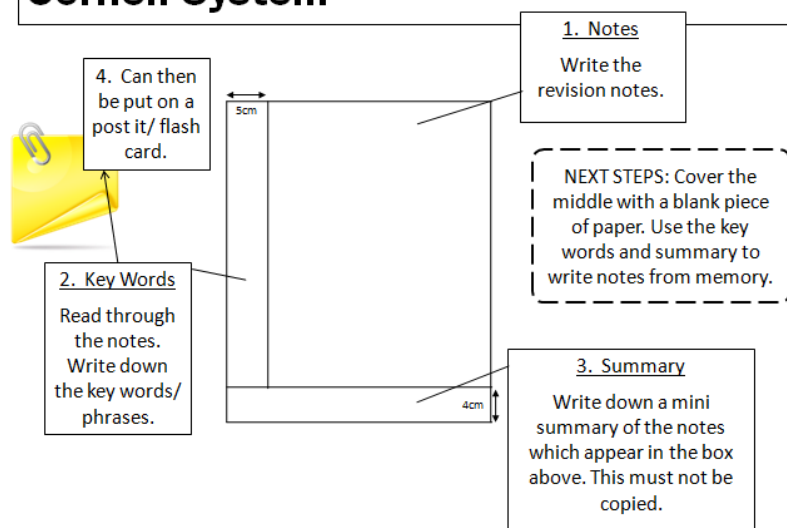 Cornell System
1. Notes
Write the
revision notes.
4. Can then
be put on a
post it/ flash
card.
5cm
NEXT STEPS: Cover the
middle with a blank piece
of paper. Use the key
words and summary to
write notes from memory.
2. Key Words
Read through
the notes.
Write down
the key words/
phrases.
3. Summary
Write down a mini
summary of the notes
which appear in the box
above. This must not be
copied.
4cm